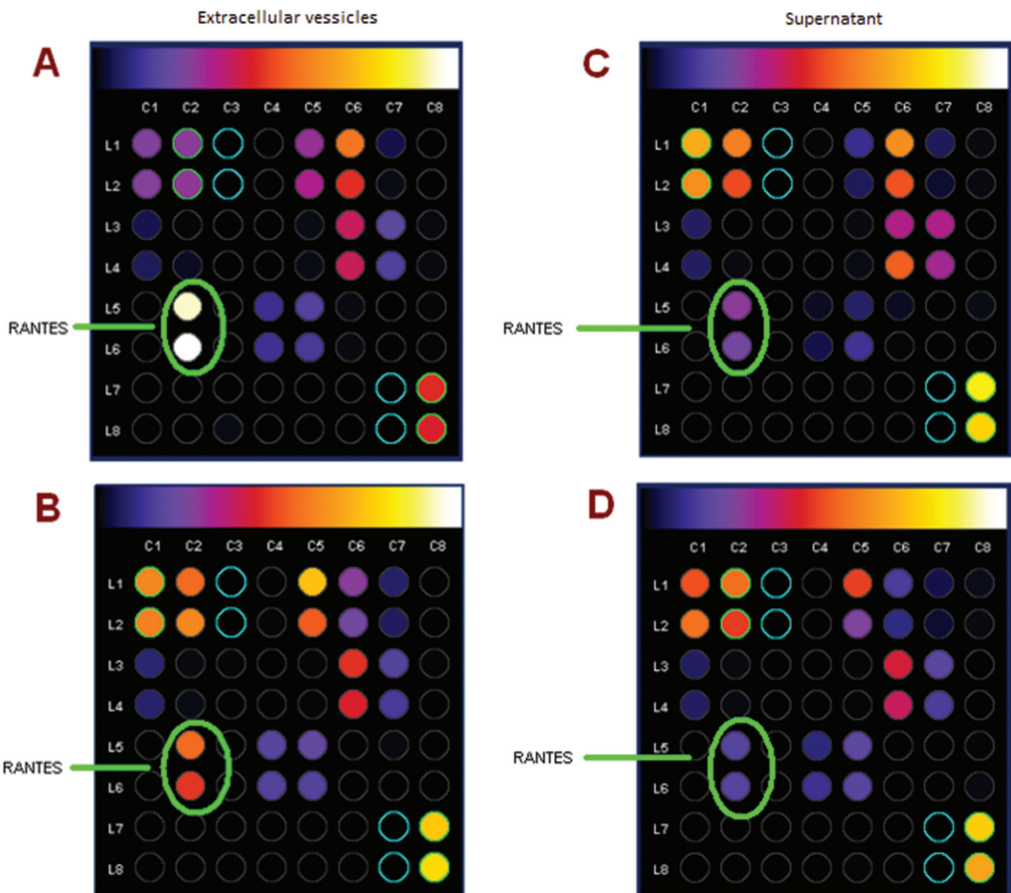 Extracellular vessicles
Supernatant
A
C1 C2 C3 C4 C5 C6 C7 C8
L1
L2
L3
L4
L5
RANTES
L6
L7
L8
C
C1 C2 C3 C4 C5 C6 C7 C8
L1
L2
L3
L4
L5
RANTES
L6
L7
L8
B
C1 C2 C3 C4 C5 C6 C7 C8
L1
L2
L3
L4
L5
RANTES
L6
L7
L8
D
C1 C2 C3 C4 C5 C6 C7 C8
L1
L2
L3
L4
L5
RANTES
L6
L7
L8